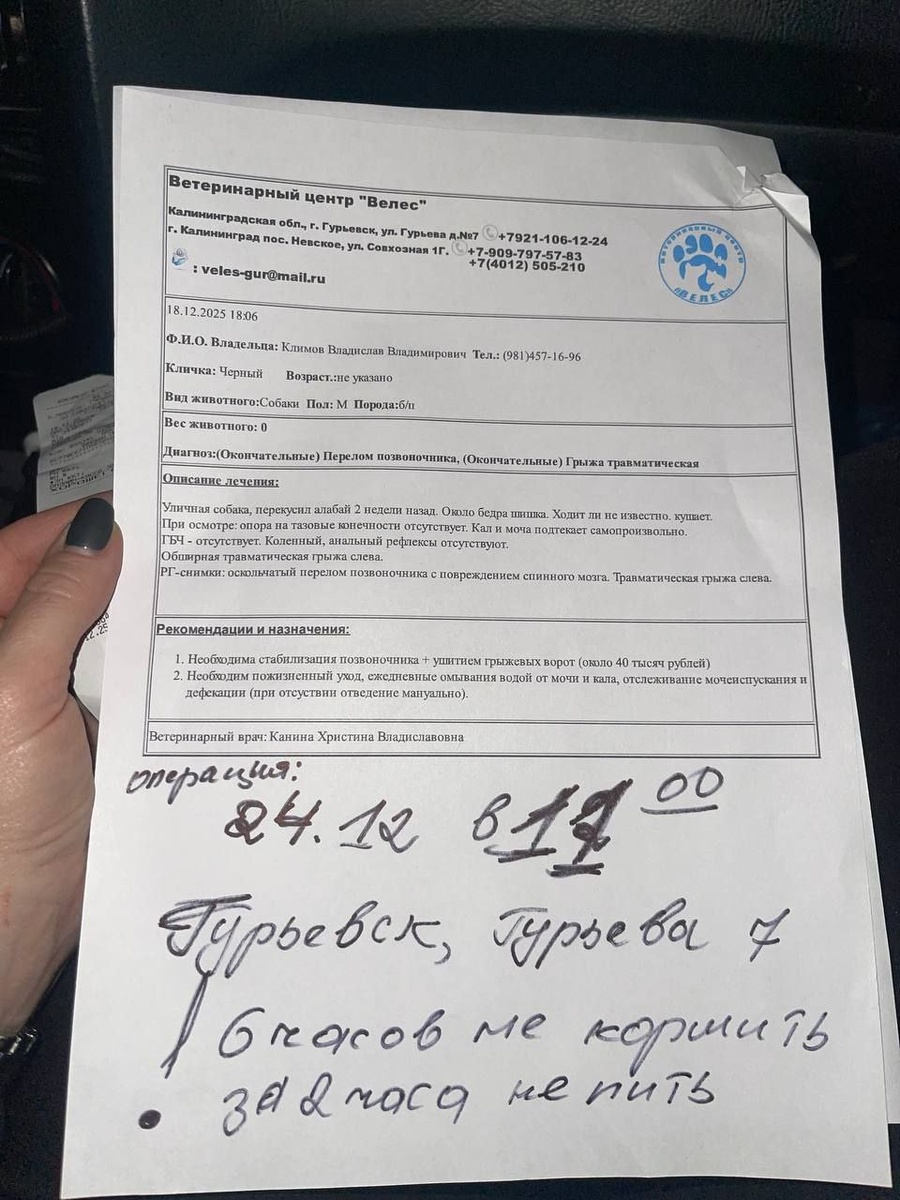 Ветеринарный центр "Велес"
Калининградская обл., г. Гурьевск, ул. Гурьева д.№7 +7921-106-12-24
г. Калининград пос. Невское, ул. Совхозная 1Г. +7-909-797-57-83
+7(4012) 505-210
: veles-gur@mail.ru
ВЕТЕРИНАРНЫЙ ЦЕНТР
«ВЕЛЕС»
18.12.2025 18:06
Ф.И.О. Владельца: Климов Владислав Владимирович Тел.: (981)457-16-96
Кличка: Черный Возраст.:не указано
Вид животного:Собаки Пол: М Порода:б/п
Вес животного: 0
Диагноз:(Окончательные) Перелом позвоночника, (Окончательные) Грыжа травматическая
Описание лечения:
Уличная собака, перекусил алабай 2 недели назад. Около бедра шишка. Ходит ли не известно. кушает.
При осмотре: опора на тазовые конечности отсутствует. Кал и моча подтекает самопроизвольно.
ГБЧ - отсутствует. Коленный, анальный рефлексы отсутствуют.
Обширная травматическая грыжа слева.
РГ-снимки: оскольчатый перелом позвоночника с повреждением спинного мозга. Травматическая грыжа слева.
Рекомендации и назначения:
1. Необходима стабилизация позвоночника + ушитием грыжевых ворот (около 40 тысяч рублей)
2. Необходим пожизненный уход, ежедневные омывания водой от мочи и кала, отслеживание мочеиспускания и
дефекации (при отсуствии отведение мануально).
Ветеринарный врач: Канина Христина Владиславовна
операция:
24.12 в 00
Гурьевск, Гурьева 7
! 6 часов не кормить
за 2 часа не пить